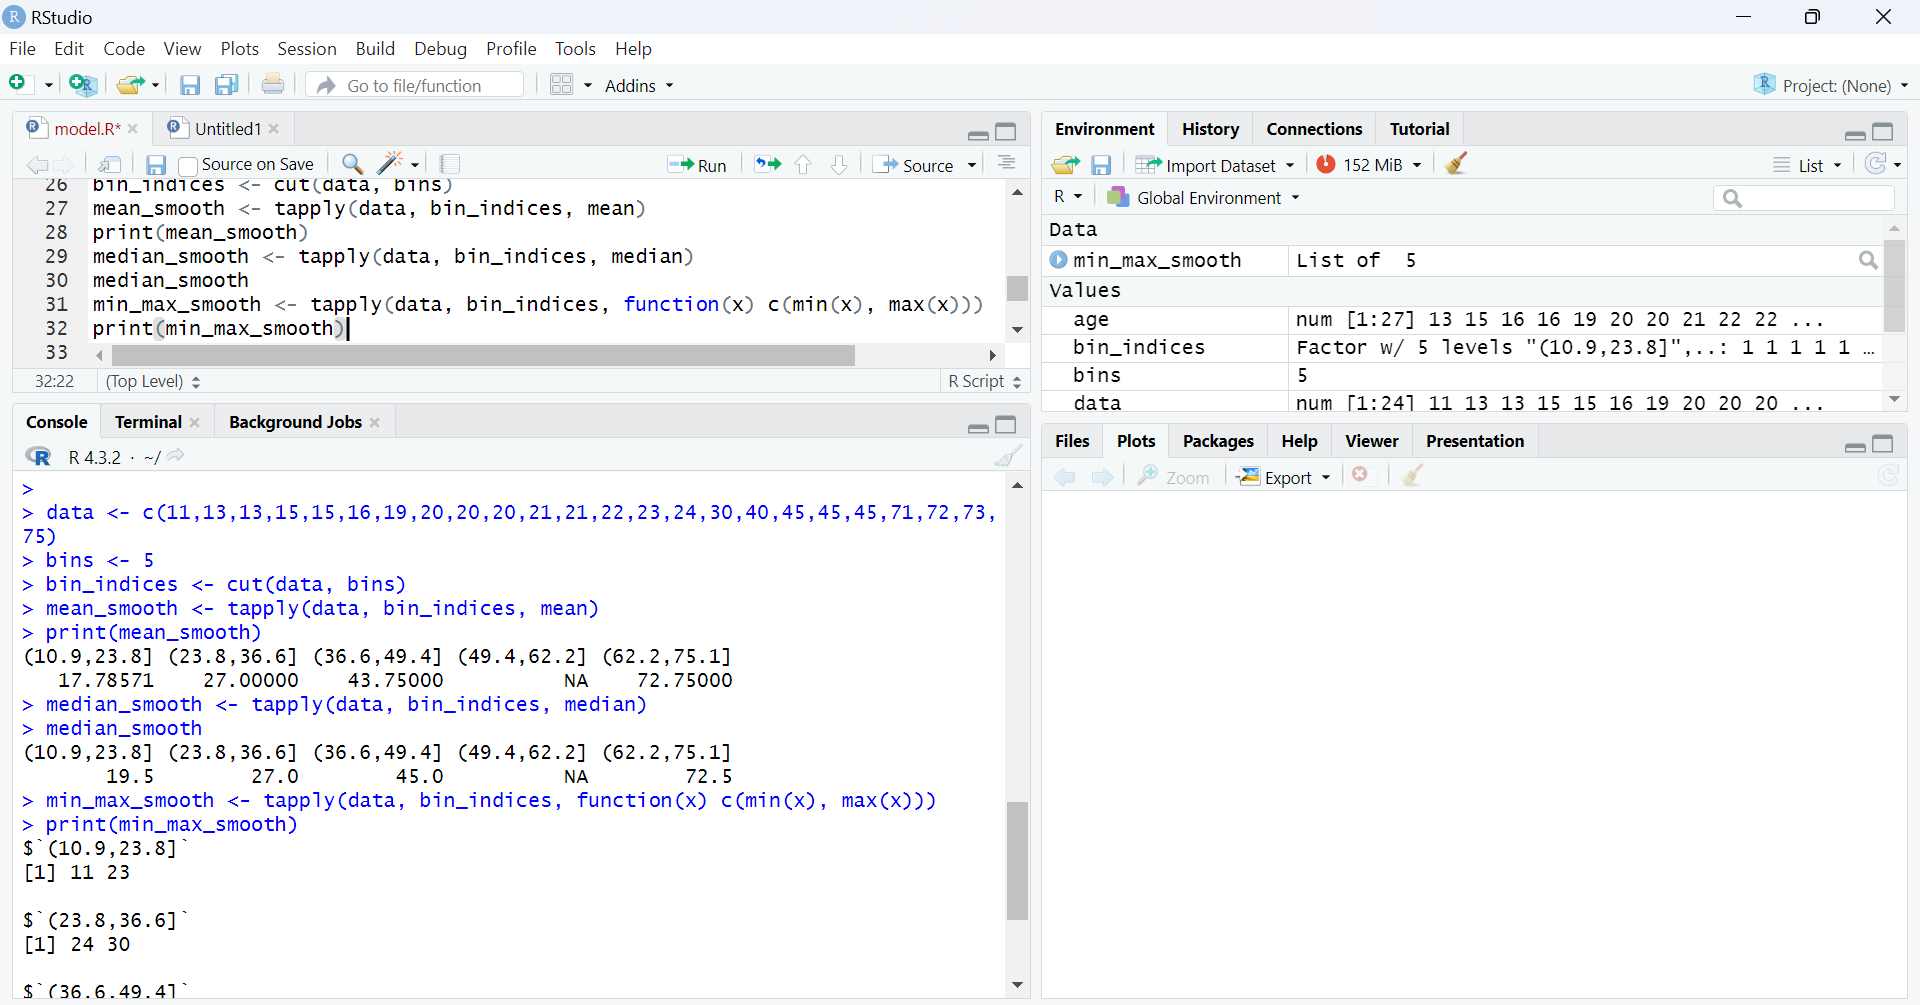 RStudio
File Edit Code View Plots Session Build Debug Profile Tools Help
Go to file/function Addins Project: (None)
model.R* Untitled1
Source on Save Run Source
26 bin_indices <- cut(data, bins)
27 mean_smooth <- tapply(data, bin_indices, mean)
28 print(mean_smooth)
29 median_smooth <- tapply(data, bin_indices, median)
30 median_smooth
31 min_max_smooth <- tapply(data, bin_indices, function(x) c(min(x), max(x)))
32 print(min_max_smooth)
33
32:22 (Top Level) R Script
Console Terminal Background Jobs
R 4.3.2 · ~/
>
> data <- c(11,13,13,15,15,16,19,20,20,20,21,21,22,23,24,30,40,45,45,45,71,72,73,
75)
> bins <- 5
> bin_indices <- cut(data, bins)
> mean_smooth <- tapply(data, bin_indices, mean)
> print(mean_smooth)
(10.9,23.8] (23.8,36.6] (36.6,49.4] (49.4,62.2] (62.2,75.1]
17.78571 27.00000 43.75000 NA 72.75000
> median_smooth <- tapply(data, bin_indices, median)
> median_smooth
(10.9,23.8] (23.8,36.6] (36.6,49.4] (49.4,62.2] (62.2,75.1]
19.5 27.0 45.0 NA 72.5
> min_max_smooth <- tapply(data, bin_indices, function(x) c(min(x), max(x)))
> print(min_max_smooth)
$`(10.9,23.8]`
[1] 11 23
$`(23.8,36.6]`
[1] 24 30
$`(36.6,49.4]`
Environment History Connections Tutorial
Import Dataset 152 MiB List
R Global Environment
Data
min_max_smooth List of 5
Values
age num [1:27] 13 15 16 16 19 20 20 21 22 22 ...
bin_indices Factor w/ 5 levels "(10.9,23.8]",..: 1 1 1 1 1 …
bins 5
data num [1:24] 11 13 13 15 15 16 19 20 20 20 ...
Files Plots Packages Help Viewer Presentation
Zoom Export